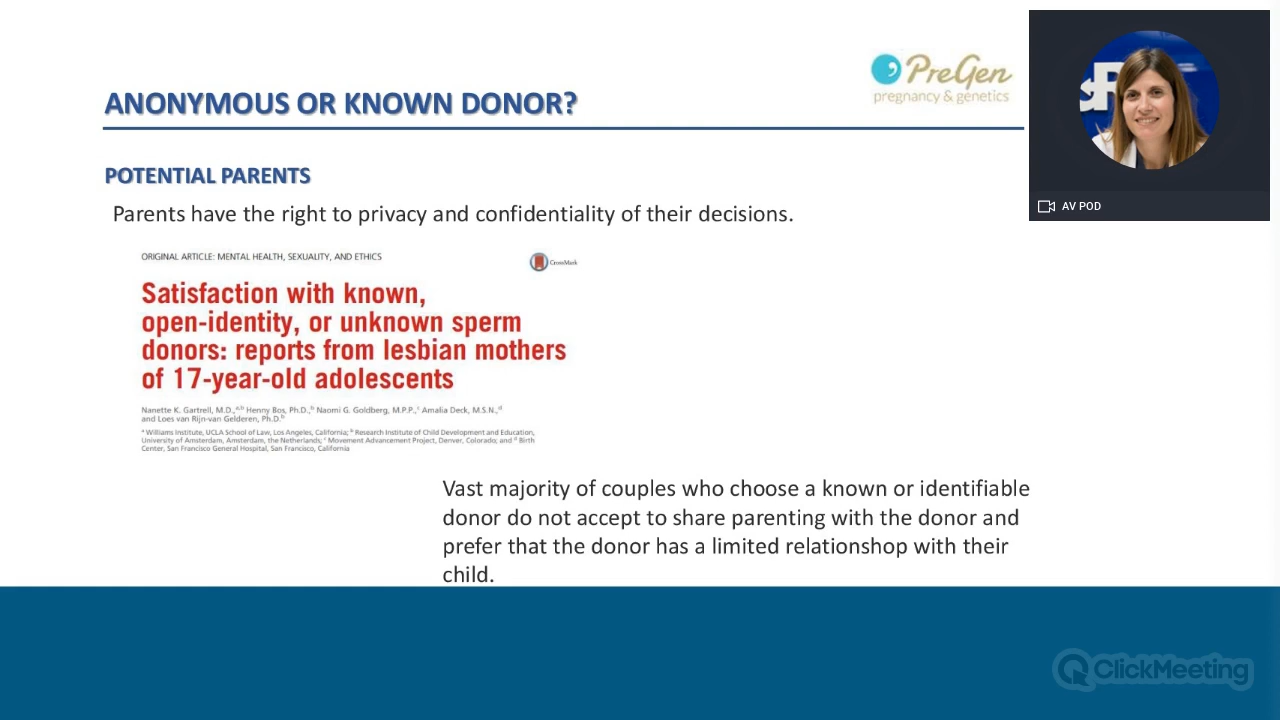 PreGen
pregnancy & genetics
ANONYMOUS OR KNOWN DONOR?
POTENTIAL PARENTS
Parents have the right to privacy and confidentiality of their decisions.
AV POD
ORIGINAL ARTICLE: MENTAL HEALTH, SEXUALITY, AND ETHICS
CrossMark
Satisfaction with known,
open-identity, or unknown sperm
donors: reports from lesbian mothers
of 17-year-old adolescents
Nanette K. Gartrell, M.D.,a,b Henny Bos, Ph.D.,b Naomi G. Goldberg, M.P.P.,c Amalia Deck, M.S.N.,d
and Loes van Rijn-van Gelderen, Ph.D.b
a Williams Institute, UCLA School of Law, Los Angeles, California; b Research Institute of Child Development and Education,
University of Amsterdam, Amsterdam, the Netherlands; c Movement Advancement Project, Denver, Colorado; and d Birth
Center, San Francisco General Hospital, San Francisco, California
Vast majority of couples who choose a known or identifiable
donor do not accept to share parenting with the donor and
prefer that the donor has a limited relationshop with their
child.
ClickMeeting